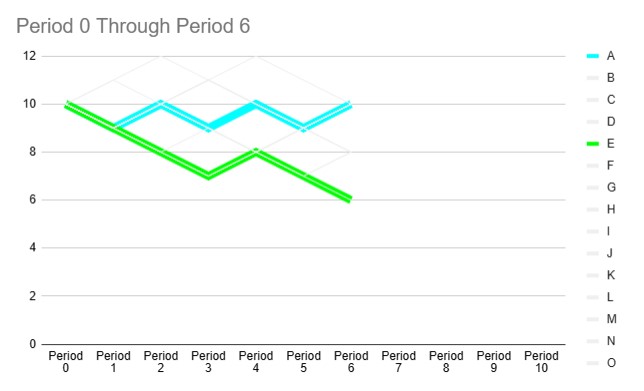 Period 0 Through Period 6
12
10
8
6
4
2
0
Period 0
Period 1
Period 2
Period 3
Period 4
Period 5
Period 6
Period 7
Period 8
Period 9
Period 10
A
B
C
D
E
F
G
H
I
J
K
L
M
N
O